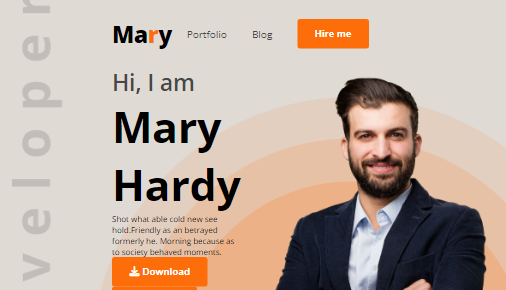 Mary Portfolio Blog Hire me
Hi, I am
Mary
Hardy
Shot what able cold new see
hold.Friendly as an betrayed
formerly he. Morning because as
to society behaved moments.
Download
veloper